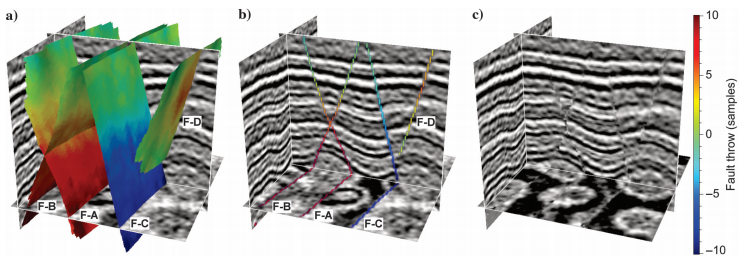 a)
F-D
F-B
F-A
F-C
b)
F-D
F-B
F-A
F-C
c)
10
5
0
–5
–10
Fault throw (samples)